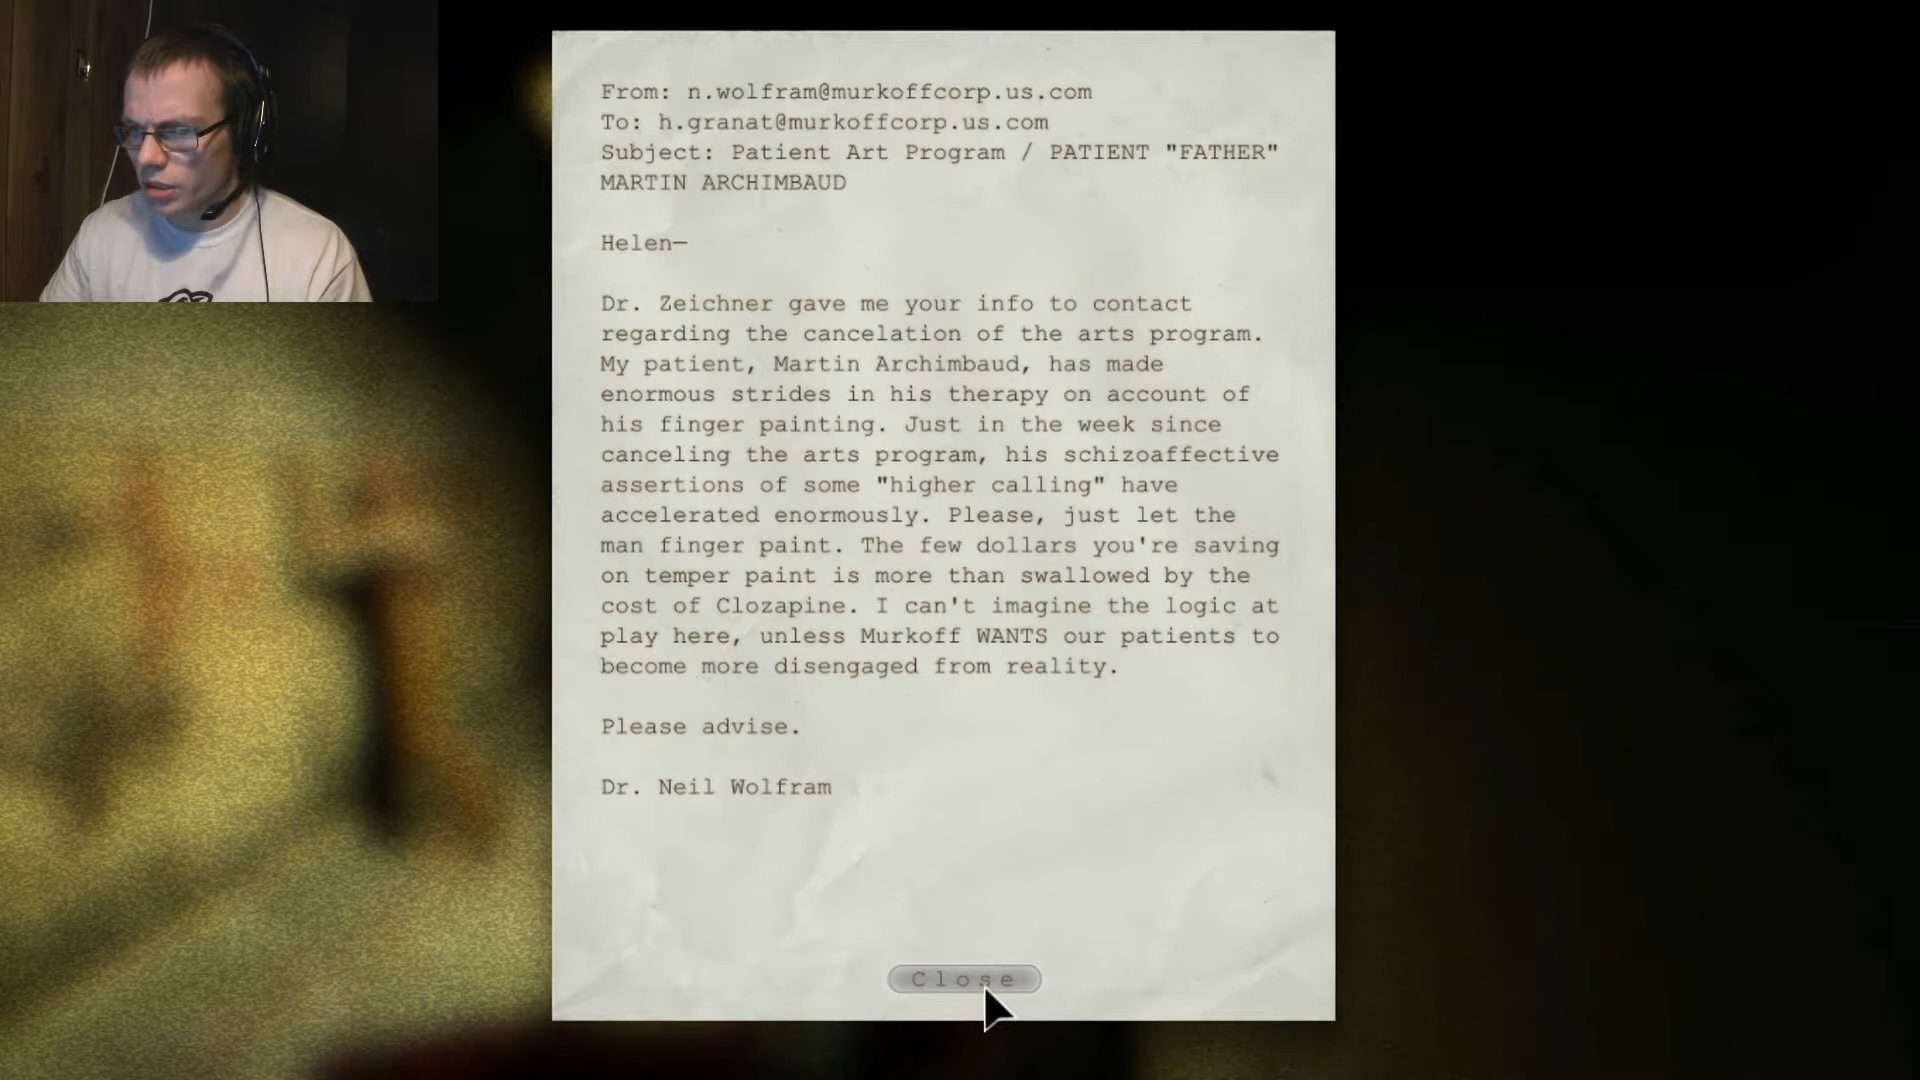 From: n.wolfram@murkoffcorp.us.com
To: h.granat@murkoffcorp.us.com
Subject: Patient Art Program / PATIENT "FATHER"
MARTIN ARCHIMBAUD
Helen—
Dr. Zeichner gave me your info to contact
regarding the cancelation of the arts program.
My patient, Martin Archimbaud, has made
enormous strides in his therapy on account of
his finger painting. Just in the week since
canceling the arts program, his schizoaffective
assertions of some "higher calling" have
accelerated enormously. Please, just let the
man finger paint. The few dollars you're saving
on temper paint is more than swallowed by the
cost of Clozapine. I can't imagine the logic at
play here, unless Murkoff WANTS our patients to
become more disengaged from reality.
Please advise.
Dr. Neil Wolfram
Close